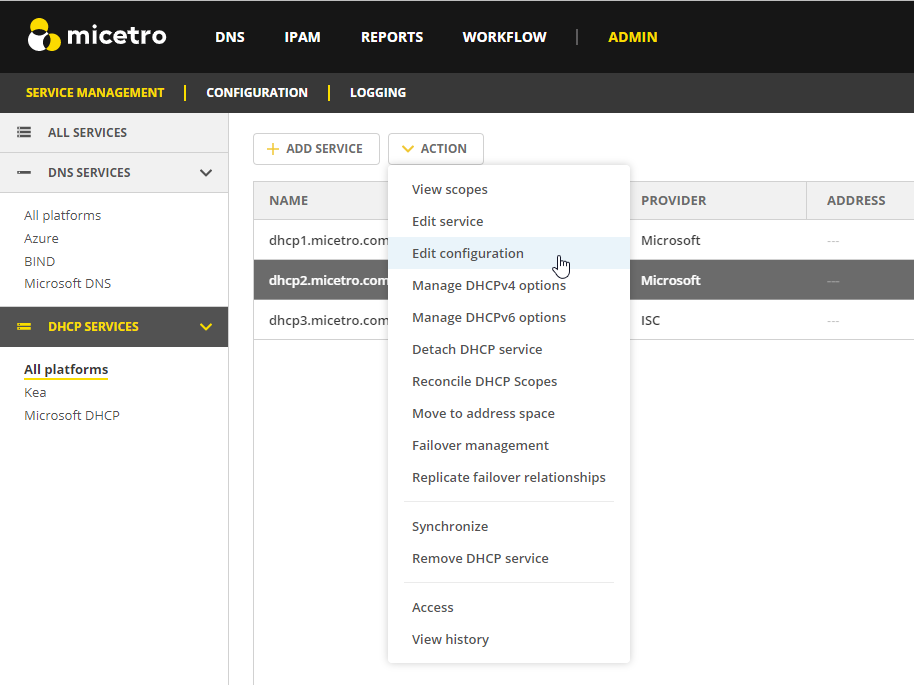 micetro DNS IPAM REPORTS WORKFLOW | ADMIN
SERVICE MANAGEMENT | CONFIGURATION | LOGGING
ALL SERVICES
DNS SERVICES
All platforms
Azure
BIND
Microsoft DNS
DHCP SERVICES
All platforms
Kea
Microsoft DHCP
+ ADD SERVICE ACTION
NAME PROVIDER ADDRESS
dhcp1.micetro.com Microsoft ---
dhcp2.micetro.com Microsoft ---
dhcp3.micetro.com ISC ---
View scopes
Edit service
Edit configuration
Manage DHCPv4 options
Manage DHCPv6 options
Detach DHCP service
Reconcile DHCP Scopes
Move to address space
Failover management
Replicate failover relationships
Synchronize
Remove DHCP service
Access
View history